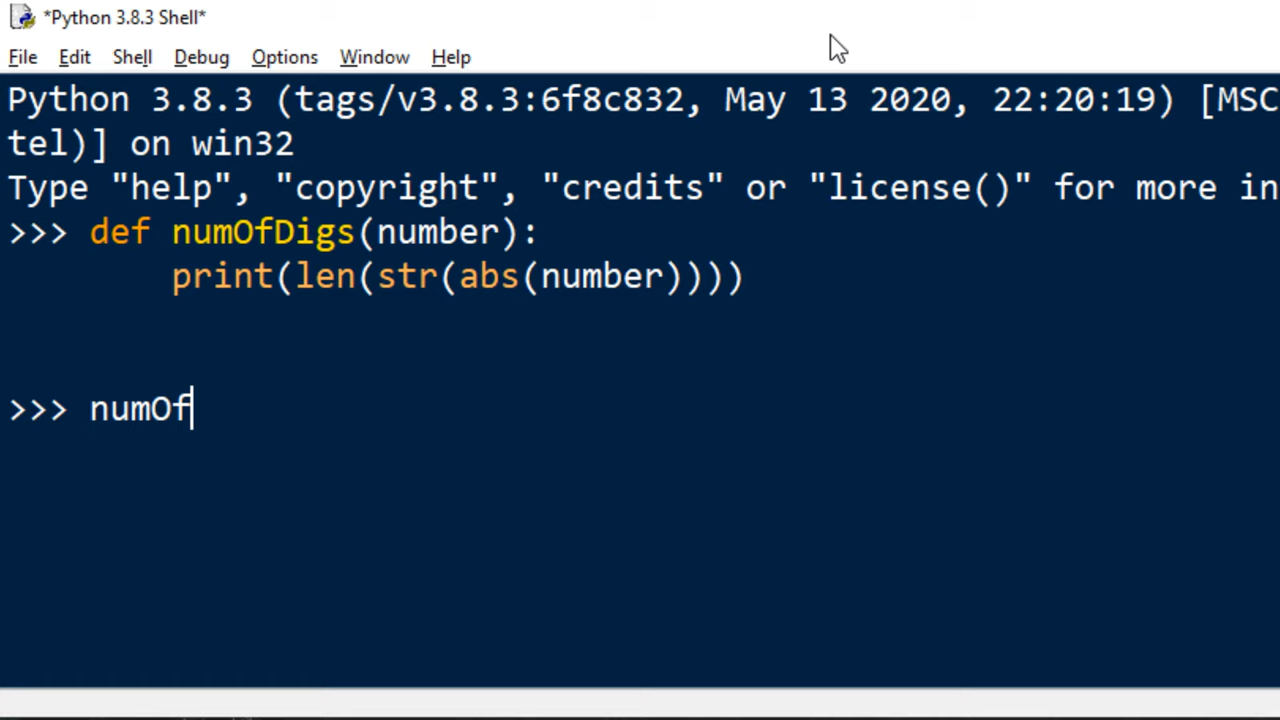 *Python 3.8.3 Shell*
File Edit Shell Debug Options Window Help
Python 3.8.3 (tags/v3.8.3:6f8c832, May 13 2020, 22:20:19) [MSC
tel)] on win32
Type "help", "copyright", "credits" or "license()" for more in
>>> def numOfDigs(number):
        print(len(str(abs(number))))
>>> numOf